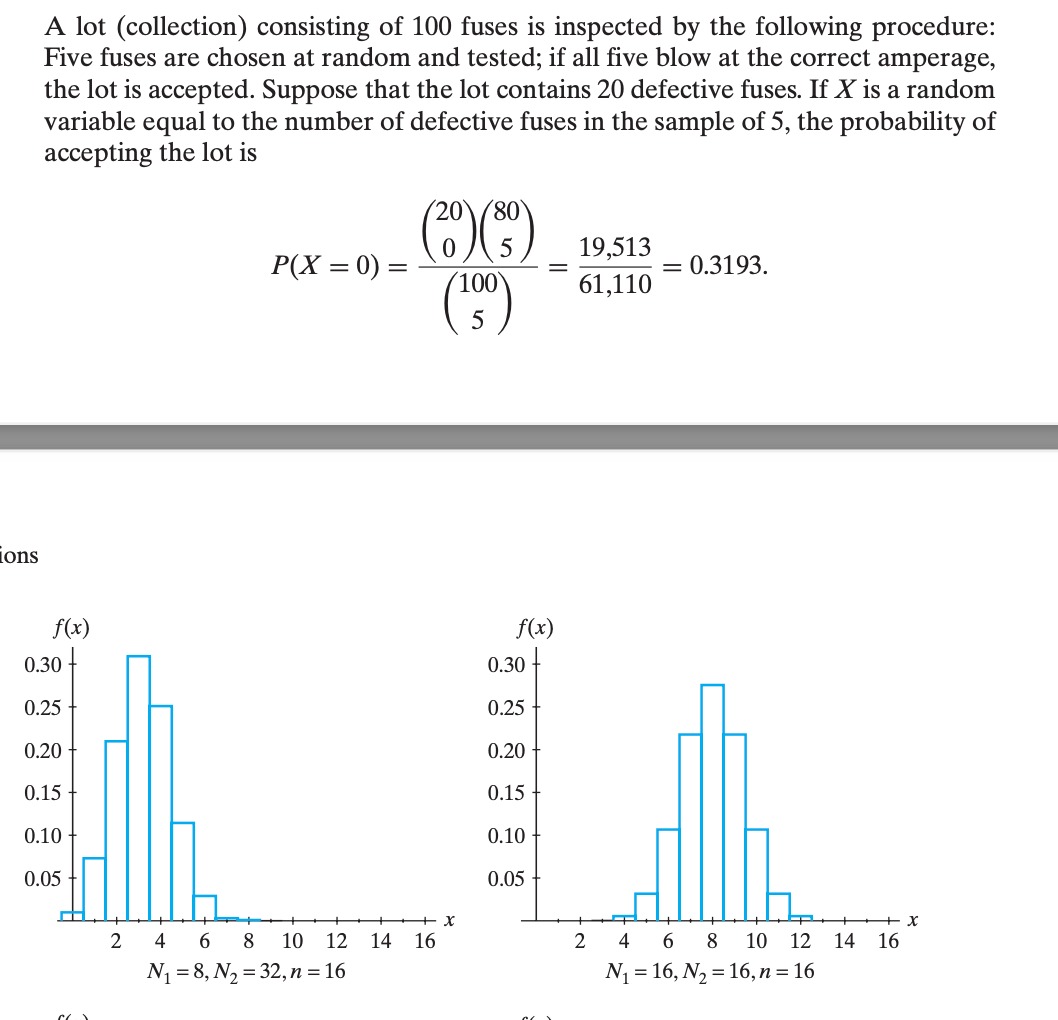 A lot (collection) consisting of 100 fuses is inspected by the following procedure:
Five fuses are chosen at random and tested; if all five blow at the correct amperage,
the lot is accepted. Suppose that the lot contains 20 defective fuses. If X is a random
variable equal to the number of defective fuses in the sample of 5, the probability of
accepting the lot is
P(X = 0) = \frac{\binom{20}{0}\binom{80}{5}}{\binom{100}{5}} = \frac{19,513}{61,110} = 0.3193.
ions
f(x)
0.30
0.25
0.20
0.15
0.10
0.05
x
2 4 6 8 10 12 14 16
N₁ = 8, N₂ = 32, n = 16
f(x)
0.30
0.25
0.20
0.15
0.10
0.05
x
2 4 6 8 10 12 14 16
N₁ = 16, N₂ = 16, n = 16